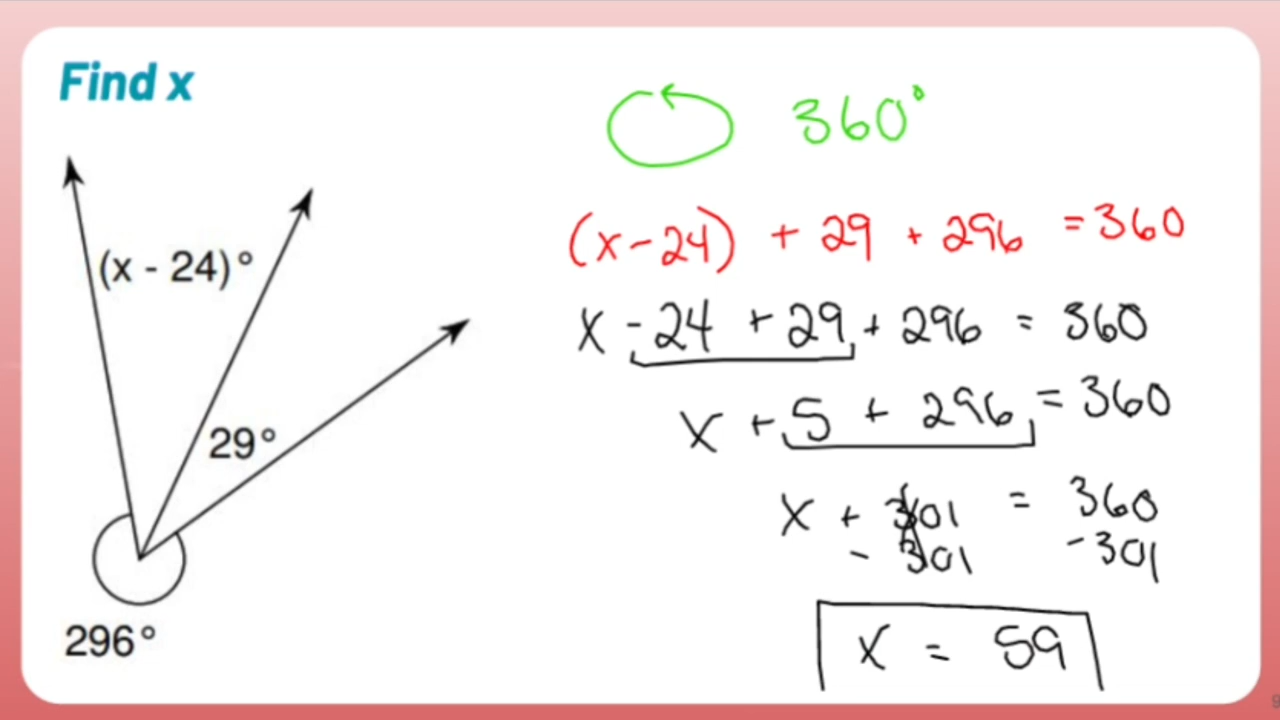 Find x
(x - 24)°
29°
296°
360°
(x-24) + 29 + 296 = 360
x - 24 + 29 + 296 = 360
x + 5 + 296 = 360
x + 301 = 360
- 301 -301
x = 59